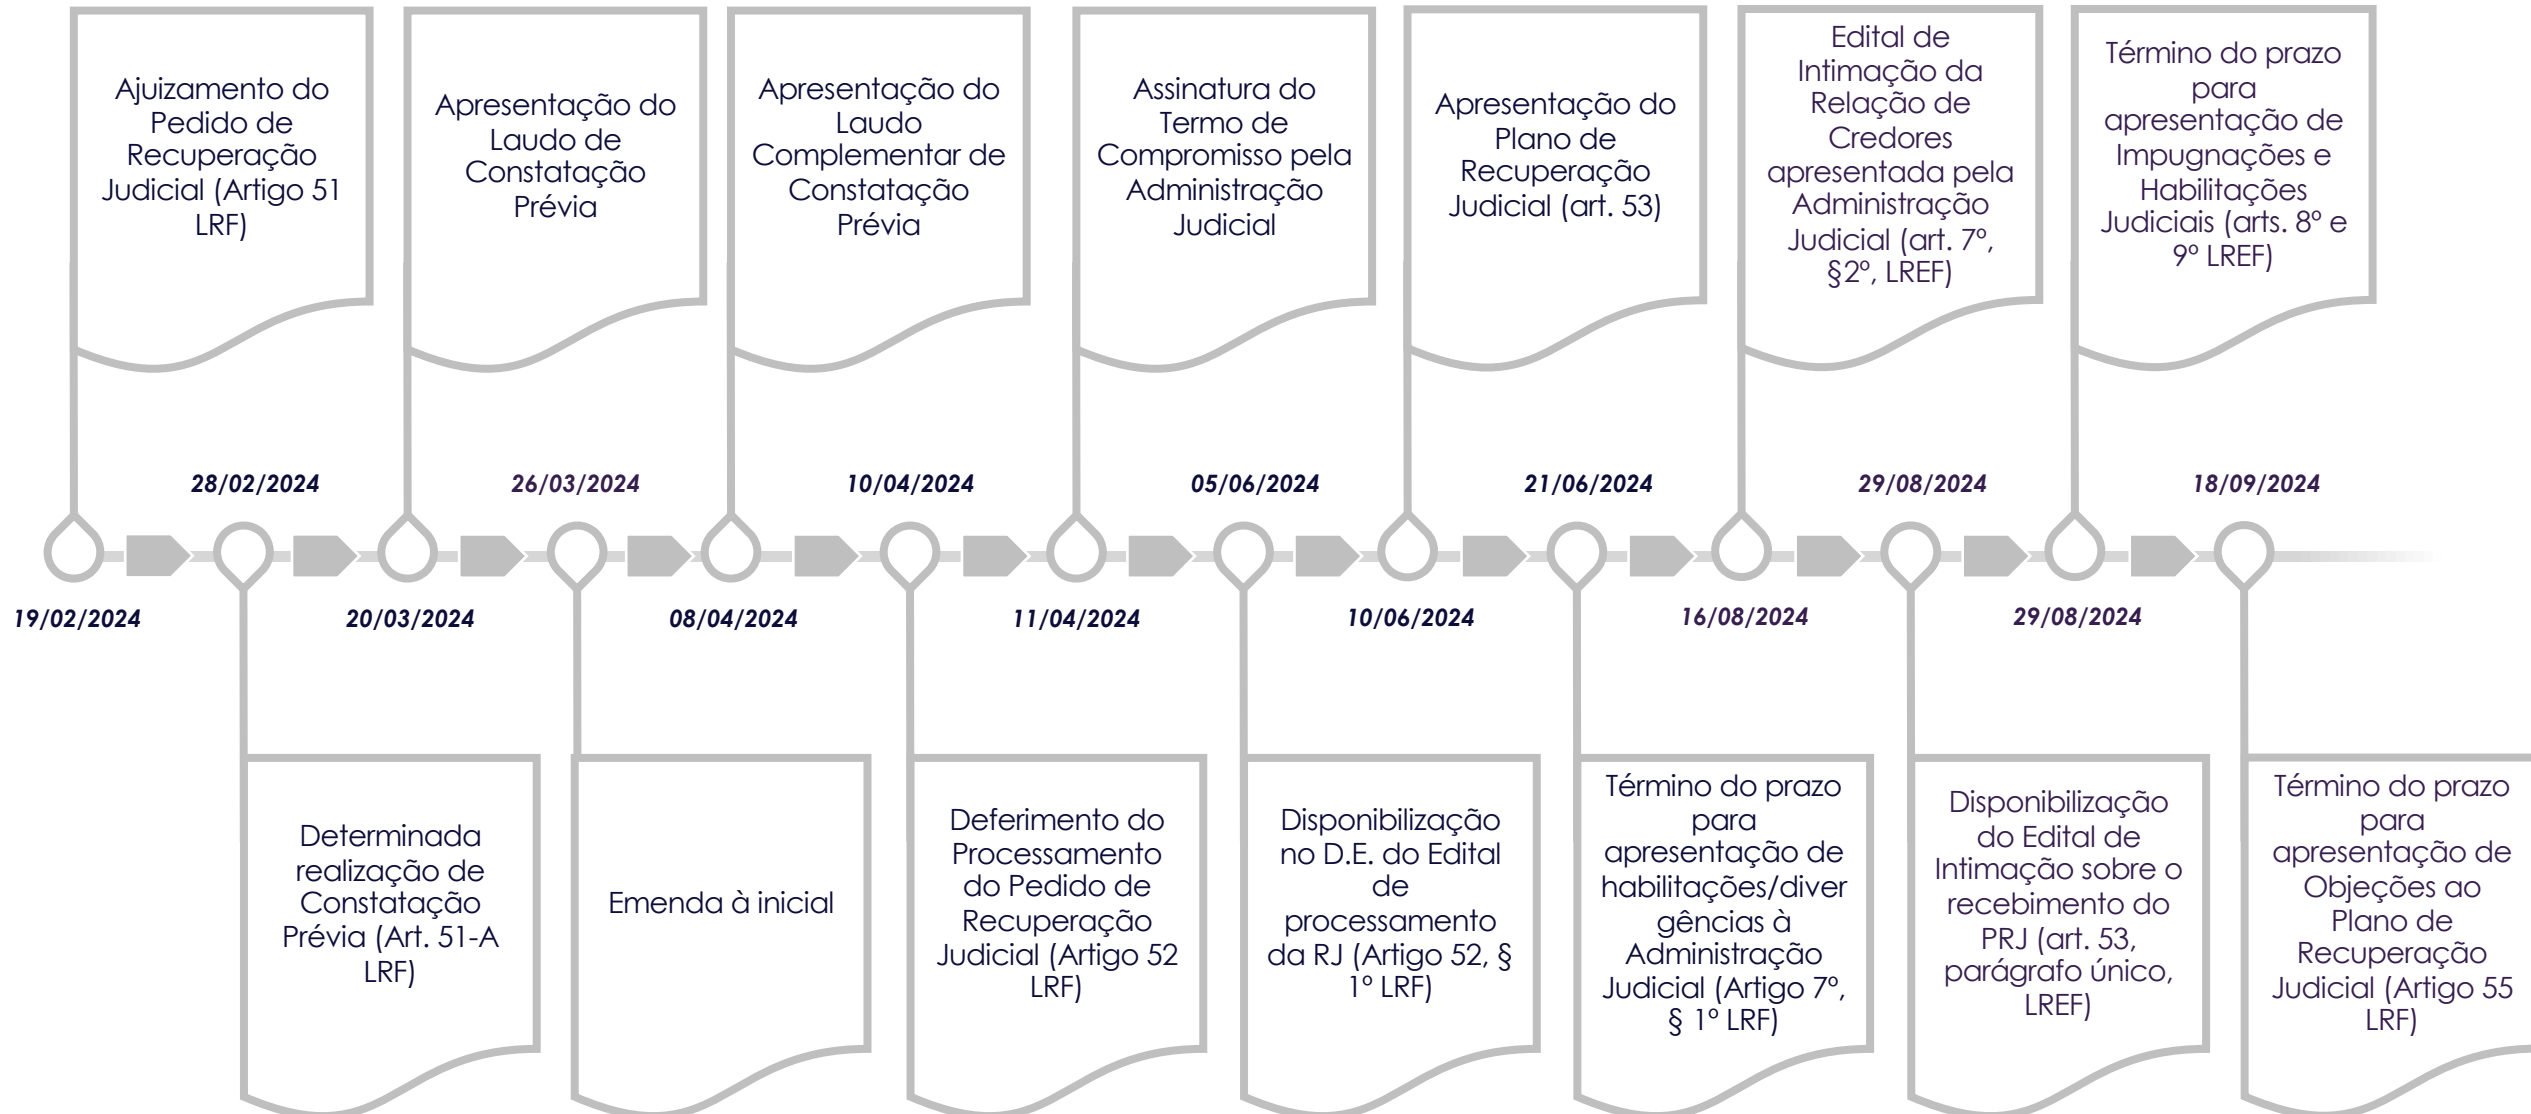 Ajuizamento do
Pedido de
Recuperação
Judicial (Artigo 51
LRF)
Apresentação do
Laudo de
Constatação
Prévia
Apresentação do
Laudo
Complementar de
Constatação
Prévia
Assinatura do
Termo de
Compromisso pela
Administração
Judicial
Apresentação do
Plano de
Recuperação
Judicial (art. 53)
Edital de
Intimação da
Relação de
Credores
apresentada pela
Administração
Judicial (art. 7º,
§2º, LREF)
Término do prazo
para
apresentação de
Impugnações e
Habilitações
Judiciais (arts. 8º e
9º LREF)
28/02/2024
26/03/2024
10/04/2024
05/06/2024
21/06/2024
29/08/2024
18/09/2024
19/02/2024
20/03/2024
08/04/2024
11/04/2024
10/06/2024
16/08/2024
29/08/2024
Determinada
realização de
Constatação
Prévia (Art. 51-A
LRF)
Emenda à inicial
Deferimento do
Processamento
do Pedido de
Recuperação
Judicial (Artigo 52
LRF)
Disponibilização
no D.E. do Edital
de
processamento
da RJ (Artigo 52, §
1º LRF)
Término do prazo
para
apresentação de
habilitações/diver
gências à
Administração
Judicial (Artigo 7º,
§ 1º LRF)
Disponibilização
do Edital de
Intimação sobre o
recebimento do
PRJ (art. 53,
parágrafo único,
LREF)
Término do prazo
para
apresentação de
Objeções ao
Plano de
Recuperação
Judicial (Artigo 55
LRF)